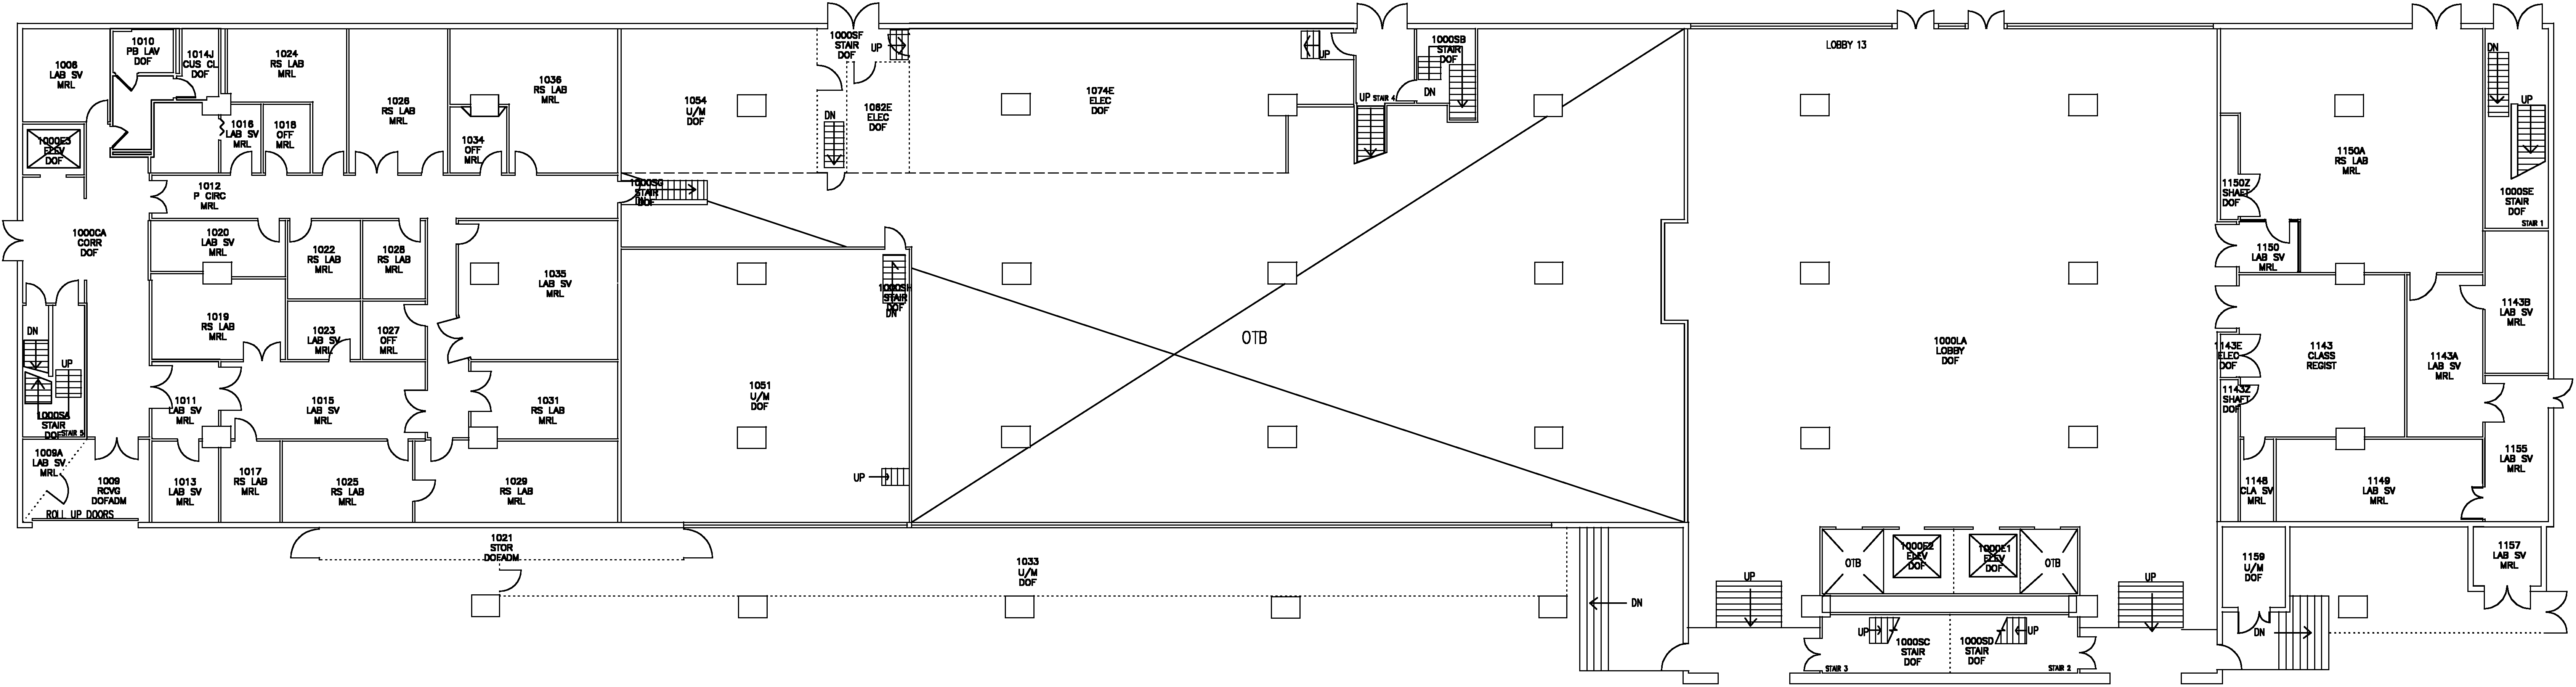 1006
LAB SV
MRL
1010
PB LAV
DOF
1014J
CUS CL
DOF
1024
RS LAB
MRL
1026
RS LAB
MRL
1036
RS LAB
MRL
1016
LAB SV
MRL
1018
OFF
MRL
1034
OFF
MRL
1000E3
ELEV
DOF
1012
P CIRC
MRL
1000CA
CORR
DOF
1020
LAB SV
MRL
1022
RS LAB
MRL
1028
RS LAB
MRL
1035
LAB SV
MRL
1019
RS LAB
MRL
1023
LAB SV
MRL
1027
OFF
MRL
DN
UP
1000SA
STAIR
DOF
STAIR 5
1011
LAB SV
MRL
1015
LAB SV
MRL
1031
RS LAB
MRL
1009A
LAB SV
MRL
1009
RCVG
DOFADM
ROLL UP DOORS
1013
LAB SV
MRL
1017
RS LAB
MRL
1025
RS LAB
MRL
1029
RS LAB
MRL
1021
STOR
DOFADM
1033
U/M
DOF
1054
U/M
DOF
1000SF
STAIR
DOF
UP
DN
1062E
ELEC
DOF
1074E
ELEC
DOF
UP
1000SG
STAIR
DOF
DN
1000SH
STAIR
DOF
DN
1051
U/M
DOF
UP
OTB
1000SB
STAIR
DOF
DN
UP
STAIR 4
DN
LOBBY 13
1000LA
LOBBY
DOF
OTB
1000E2
ELEV
DOF
1000E1
ELEV
DOF
OTB
UP
UP
UP
1000SC
STAIR
DOF
STAIR 3
1000SD
STAIR
DOF
UP
STAIR 2
1150A
RS LAB
MRL
1150Z
SHAFT
DOF
1150
LAB SV
MRL
DN
UP
1000SE
STAIR
DOF
STAIR 1
1143E
ELEC
DOF
1143Z
SHAFT
DOF
1143
CLASS
REGIST
1143A
LAB SV
MRL
1143B
LAB SV
MRL
1148
CLA SV
MRL
1149
LAB SV
MRL
1155
LAB SV
MRL
1159
U/M
DOF
1157
LAB SV
MRL
DN